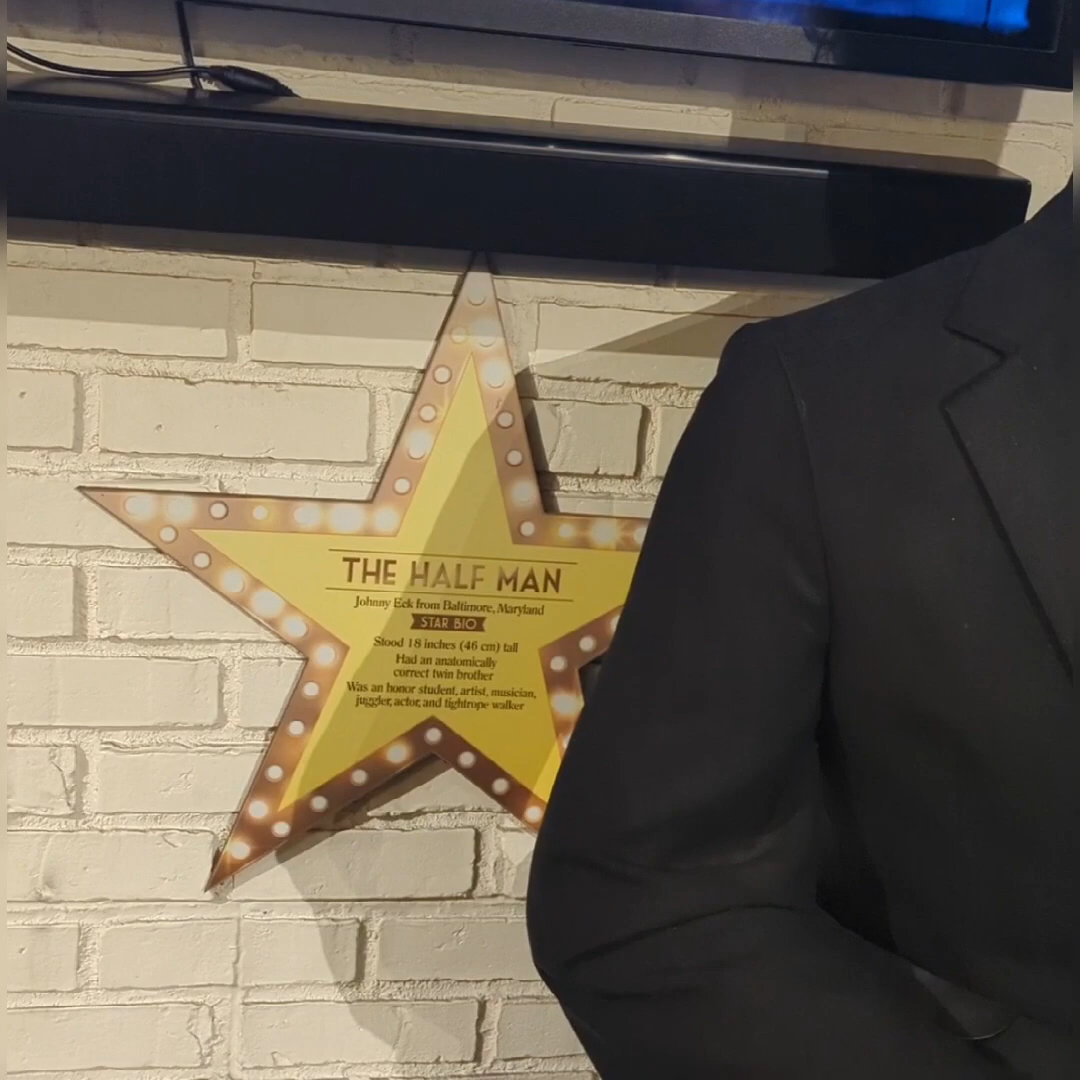 THE HALF MAN
Johnny Eck from Baltimore, Maryland
STAR BIO
Stood 18 inches (46 cm) tall
Had an anatomically
correct twin brother
Was an honor student, artist, musician,
juggler, actor, and tightrope walker